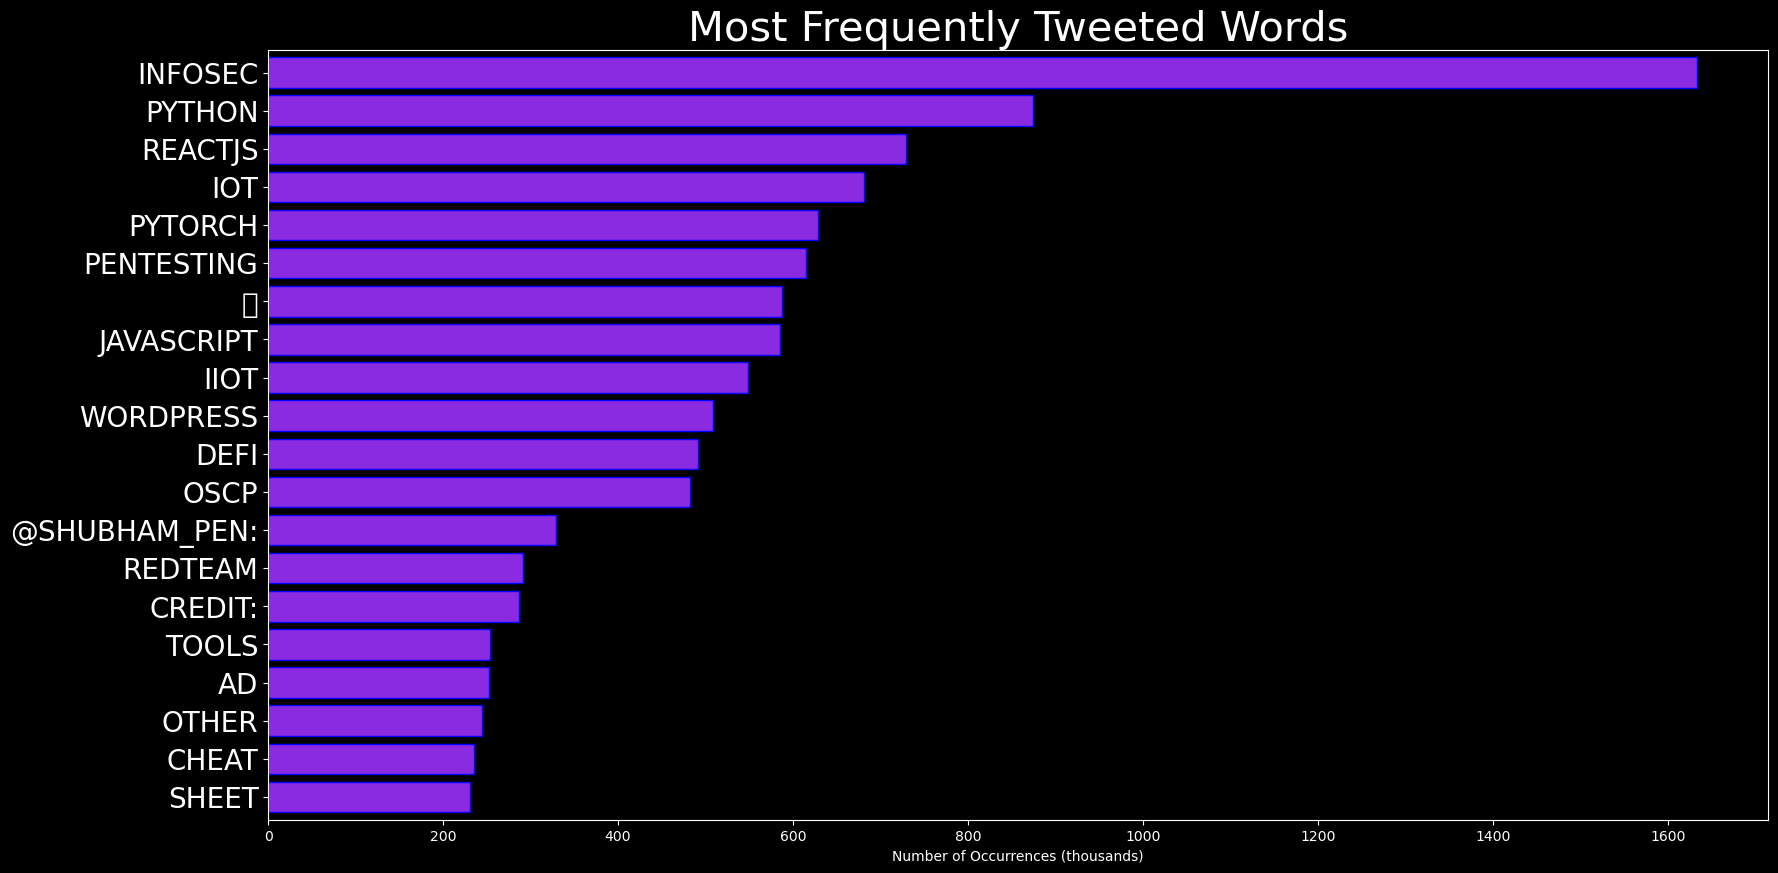 Most Frequently Tweeted Words
INFOSEC
PYTHON
REACTJS
IOT
PYTORCH
PENTESTING
JAVASCRIPT
IIOT
WORDPRESS
DEFI
OSCP
@SHUBHAM_PEN:
REDTEAM
CREDIT:
TOOLS
AD
OTHER
CHEAT
SHEET
0 200 400 600 800 1000 1200 1400 1600
Number of Occurrences (thousands)